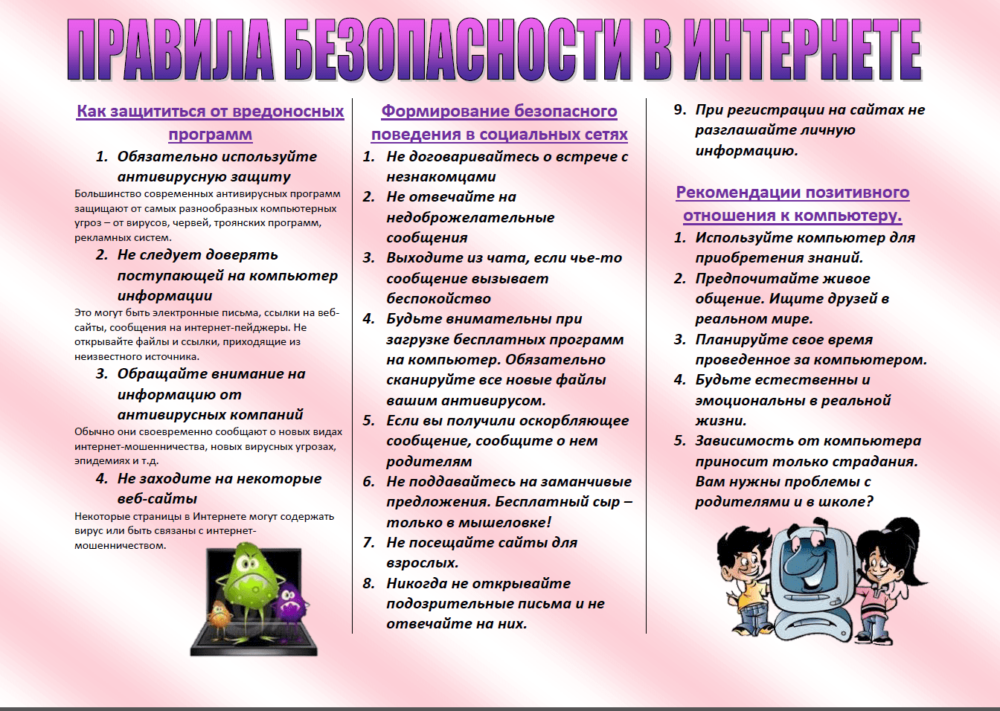 ПРАВИЛА БЕЗОПАСНОСТИ В ИНТЕРНЕТЕ
Как защититься от вредоносных
программ
1. Обязательно используйте
антивирусную защиту
Большинство современных антивирусных программ
защищают от самых разнообразных компьютерных
угроз – от вирусов, червей, троянских программ,
рекламных систем.
2. Не следует доверять
поступающей на компьютер
информации
Это могут быть электронные письма, ссылки на веб-
сайты, сообщения на интернет-пейджеры. Не
открывайте файлы и ссылки, приходящие из
неизвестного источника.
3. Обращайте внимание на
информацию от
антивирусных компаний
Обычно они своевременно сообщают о новых видах
интернет-мошенничества, новых вирусных угрозах,
эпидемиях и т.д.
4. Не заходите на некоторые
веб-сайты
Некоторые страницы в Интернете могут содержать
вирус или быть связаны с интернет-
мошенничеством.
Формирование безопасного
поведения в социальных сетях
1. Не договаривайтесь о встрече с
незнакомцами
2. Не отвечайте на
недоброжелательные
сообщения
3. Выходите из чата, если чье-то
сообщение вызывает
беспокойство
4. Будьте внимательны при
загрузке бесплатных программ
на компьютер. Обязательно
сканируйте все новые файлы
вашим антивирусом.
5. Если вы получили оскорбляющее
сообщение, сообщите о нем
родителям
6. Не поддавайтесь на заманчивые
предложения. Бесплатный сыр –
только в мышеловке!
7. Не посещайте сайты для
взрослых.
8. Никогда не открывайте
подозрительные письма и не
отвечайте на них.
9. При регистрации на сайтах не
разглашайте личную
информацию.
Рекомендации позитивного
отношения к компьютеру.
1. Используйте компьютер для
приобретения знаний.
2. Предпочитайте живое
общение. Ищите друзей в
реальном мире.
3. Планируйте свое время
проведенное за компьютером.
4. Будьте естественны и
эмоциональны в реальной
жизни.
5. Зависимость от компьютера
приносит только страдания.
Вам нужны проблемы с
родителями и в школе?